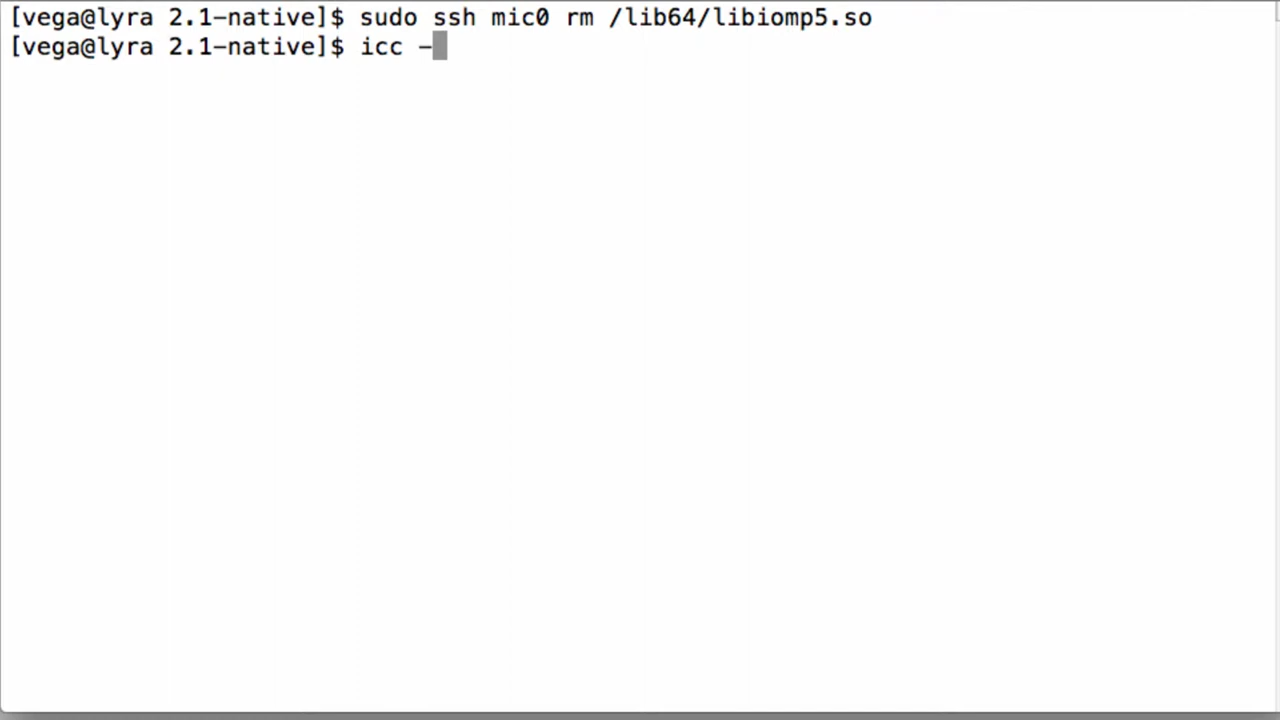 [vega@lyra 2.1-native]$ sudo ssh mic0 rm /lib64/libiomp5.so
[vega@lyra 2.1-native]$ icc -